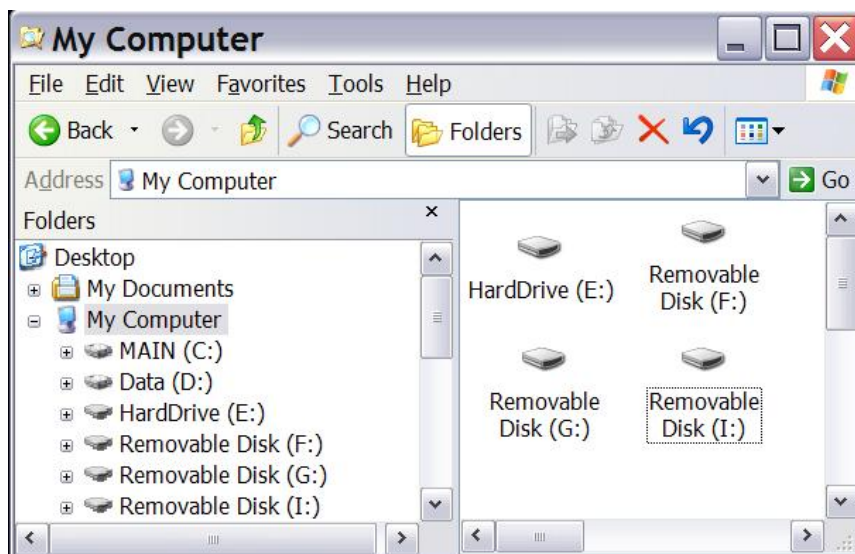 My Computer
File Edit View Favorites Tools Help
Back Search Folders
Address My Computer Go
Folders
Desktop
My Documents
My Computer
MAIN (C:)
Data (D:)
HardDrive (E:)
Removable Disk (F:)
Removable Disk (G:)
Removable Disk (I:)
HardDrive (E:)
Removable
Disk (F:)
Removable
Disk (G:)
Removable
Disk (I:)